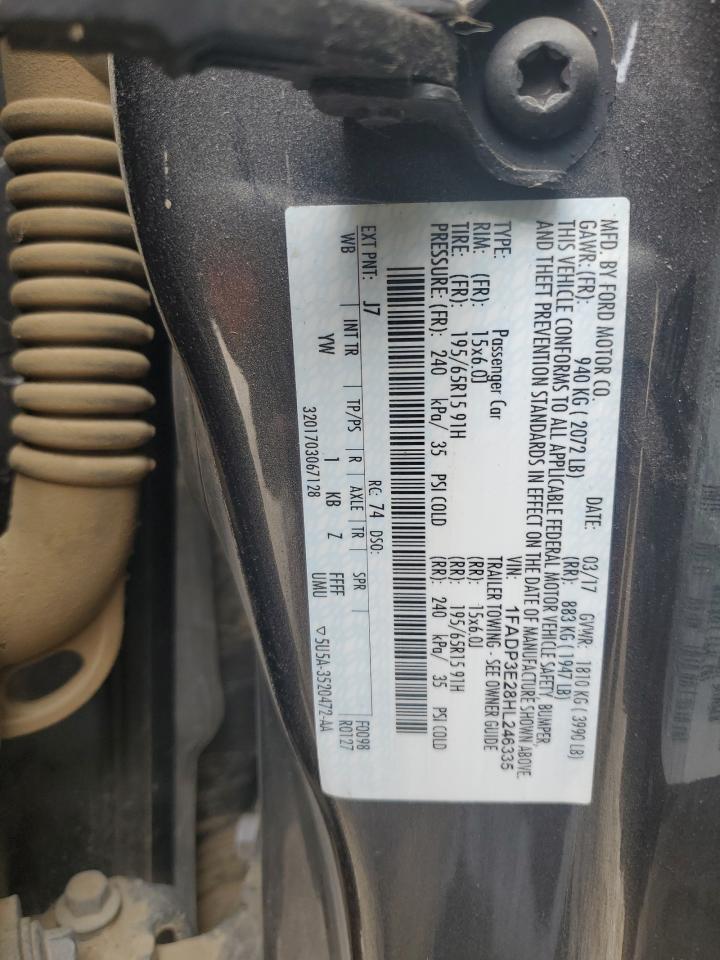 MFD. BY FORD MOTOR CO.
DATE: 03/17 GVWR: 1810 KG ( 3990 LB)
GAWR: (FR): 940 KG ( 2072 LB) (RR): 883 KG ( 1947 LB)
THIS VEHICLE CONFORMS TO ALL APPLICABLE FEDERAL MOTOR VEHICLE SAFETY, BUMPER,
AND THEFT PREVENTION STANDARDS IN EFFECT ON THE DATE OF MANUFACTURE SHOWN ABOVE.
VIN: 1FADP3E28HL246335
TYPE: Passenger Car TRAILER TOWING - SEE OWNER GUIDE
RIM: (FR): 15x6.0J (RR): 15x6.0J
TIRE: (FR): 195/65R15 91H (RR): 195/65R15 91H
PRESSURE: (FR): 240 kPa/ 35 PSI COLD (RR): 240 kPa/ 35 PSI COLD
EXT PNT: J7 RC: 74 DSO: F0098
WB INT TR TP/PS R AXLE TR SPR R0127
YW 1 KB Z FFFF
UMU
3201703067128 5U5A-3520472-AA